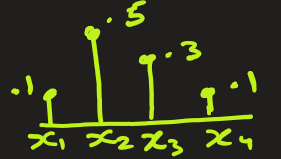 .5
.1 .3 .1
x₁ x₂ x₃ x₄